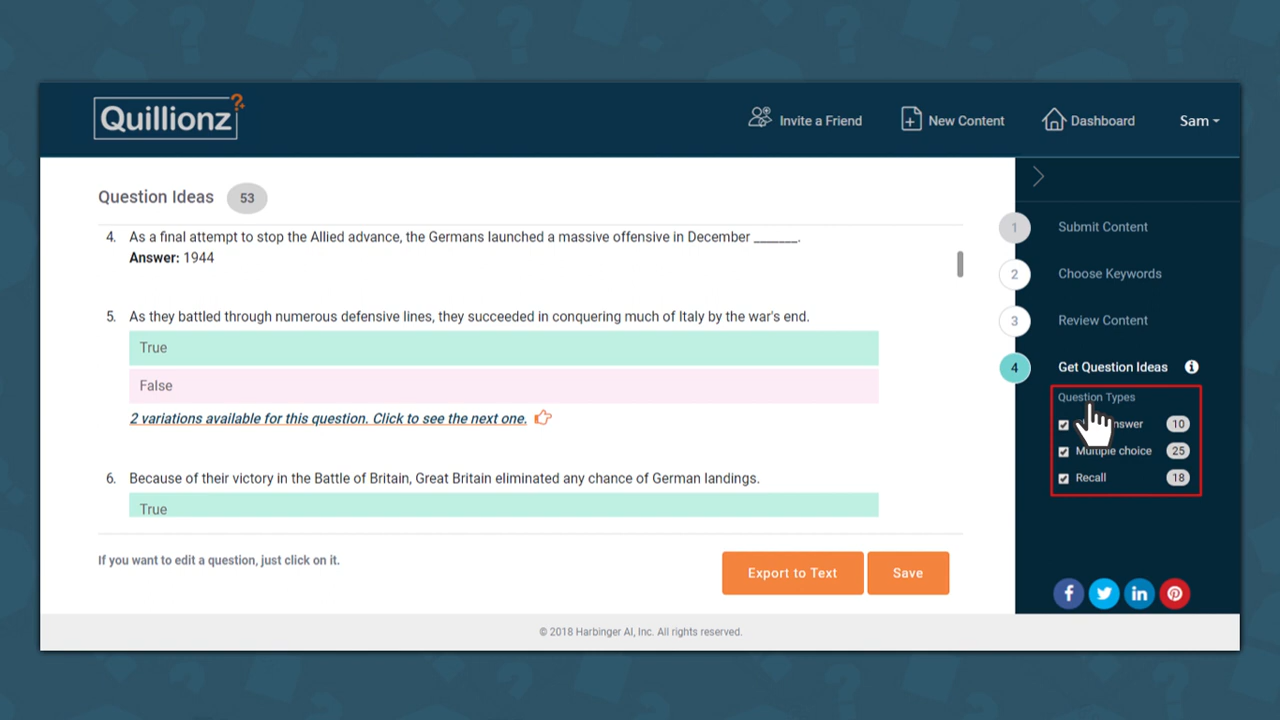 Quillionz
Invite a Friend
New Content
Dashboard
Sam
Question Ideas 53
4. As a final attempt to stop the Allied advance, the Germans launched a massive offensive in December ______.
Answer: 1944
5. As they battled through numerous defensive lines, they succeeded in conquering much of Italy by the war's end.
True
False
2 variations available for this question. Click to see the next one.
6. Because of their victory in the Battle of Britain, Great Britain eliminated any chance of German landings.
True
If you want to edit a question, just click on it.
Export to Text
Save
1 Submit Content
2 Choose Keywords
3 Review Content
4 Get Question Ideas
Question Types
10
Multiple choice 25
Recall 18
© 2018 Harbinger AI, Inc. All rights reserved.